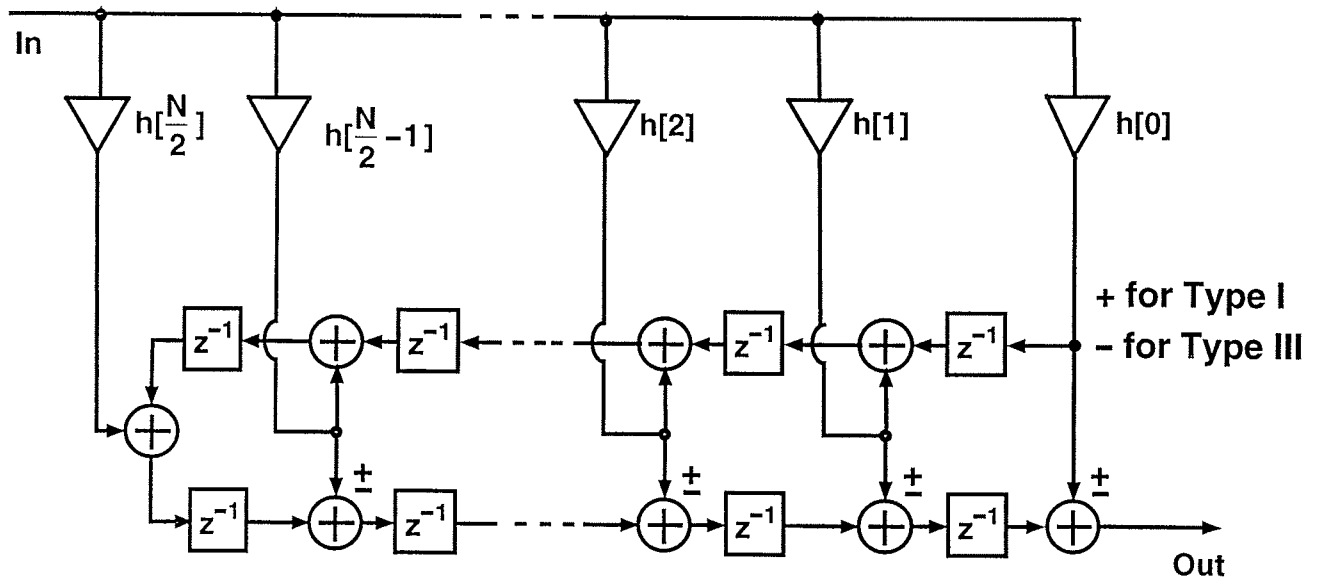 In
h[N/2]
h[N/2 −1]
h[2]
h[1]
h[0]
+ for Type I
− for Type III
z⁻¹
z⁻¹
z⁻¹
z⁻¹
+
+
+
+
±
±
±
±
z⁻¹
+
z⁻¹
+
z⁻¹
+
z⁻¹
+
Out